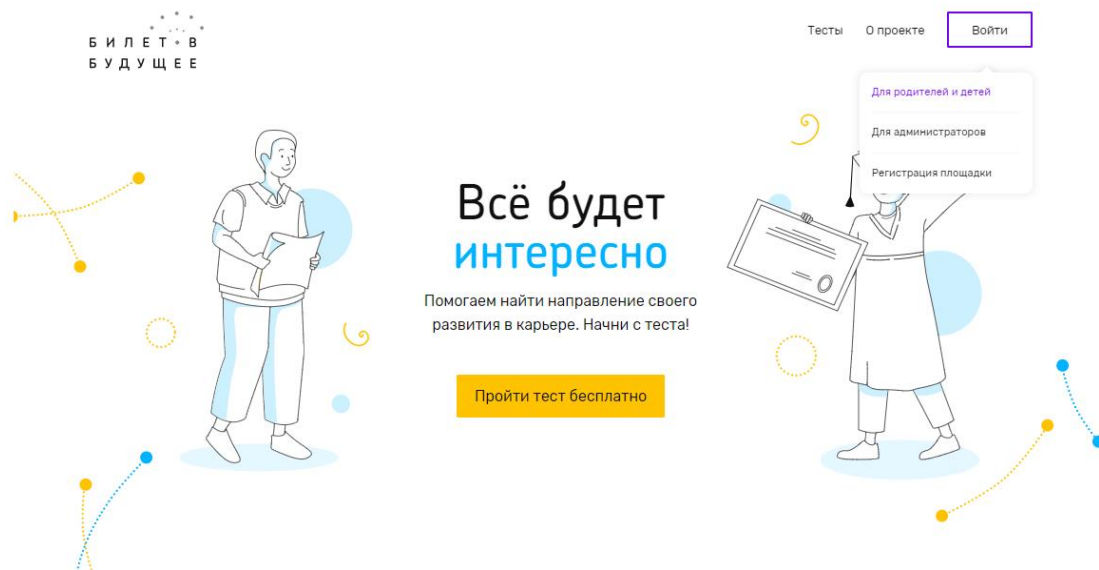 БИЛЕТ В
БУДУЩЕЕ
Тесты
О проекте
Войти
Для родителей и детей
Для администраторов
Регистрация площадки
Всё будет
интересно
Помогаем найти направление своего
развития в карьере. Начни с теста!
Пройти тест бесплатно